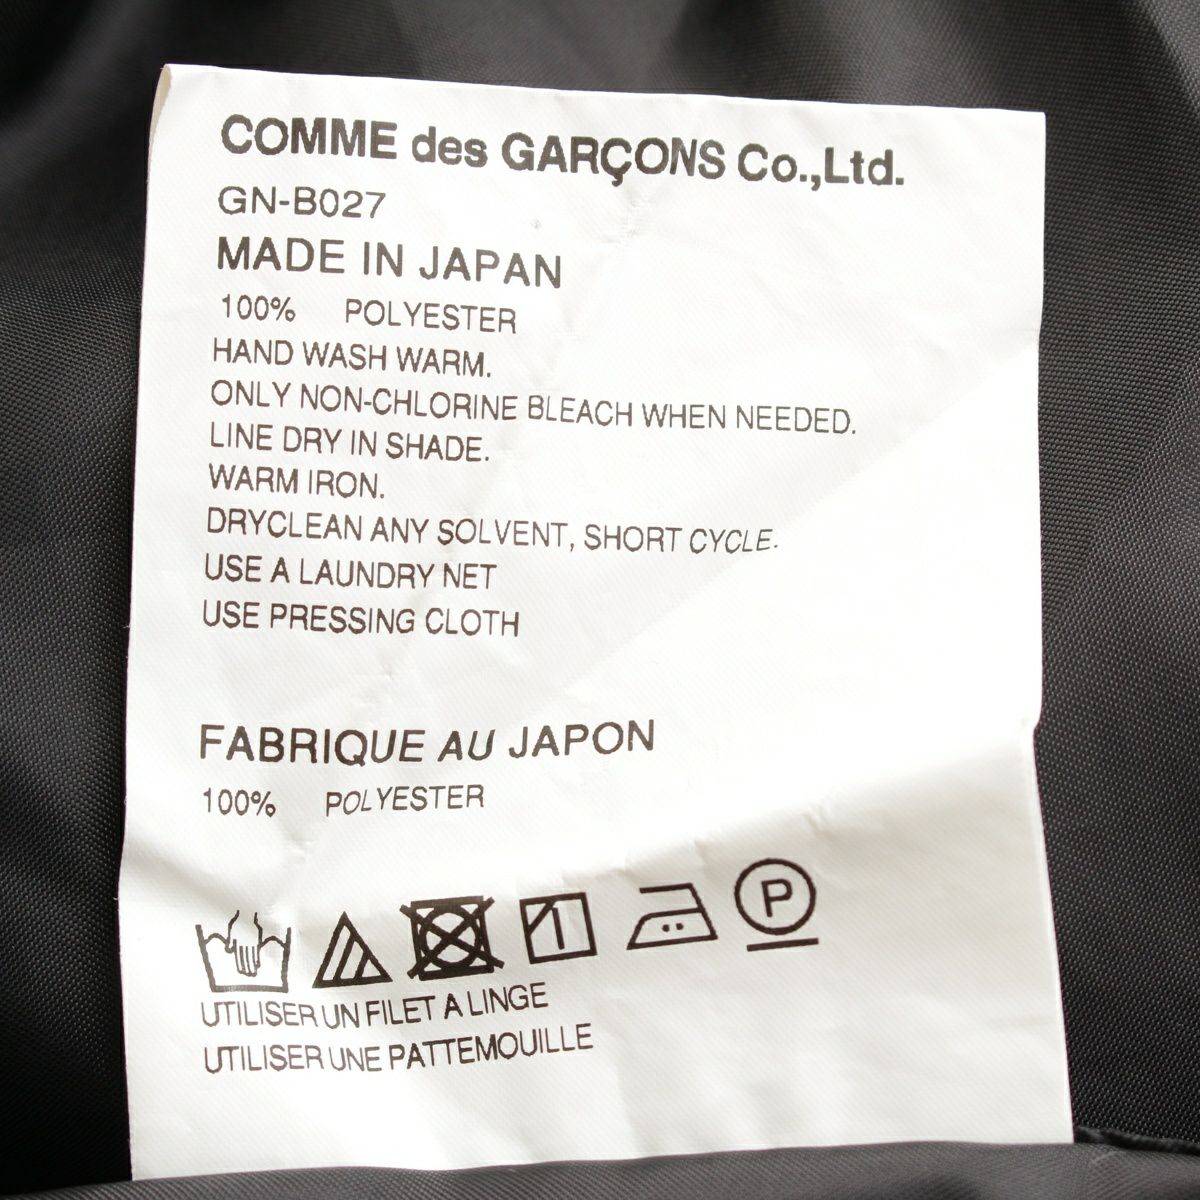 COMME des GARÇONS Co.,Ltd.
GN-B027
MADE IN JAPAN
100% POLYESTER
HAND WASH WARM.
ONLY NON-CHLORINE BLEACH WHEN NEEDED.
LINE DRY IN SHADE.
WARM IRON.
DRYCLEAN ANY SOLVENT, SHORT CYCLE.
USE A LAUNDRY NET
USE PRESSING CLOTH
FABRIQUE AU JAPON
100% POLYESTER
P
UTILISER UN FILET A LINGE
UTILISER UNE PATTEMOUILLE